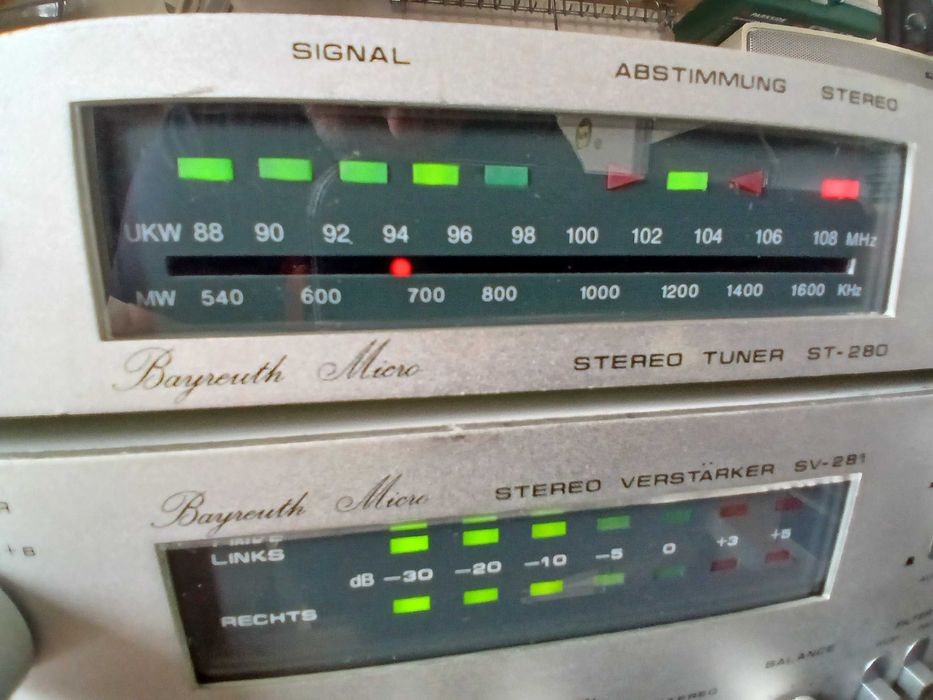 PARKSIDE
SIGNAL
ABSTIMMUNG
STEREO
UKW 88 90 92 94 96 98 100 102 104 106 108 MHz
MW 540 600 700 800 1000 1200 1400 1600 KHz
Bayreuth Micro
STEREO TUNER ST-280
Bayreuth Micro
STEREO VERSTÄRKER SV-281
LINKS
dB -30 -20 -10 -5 0 +3 +5
RECHTS
BALANCE